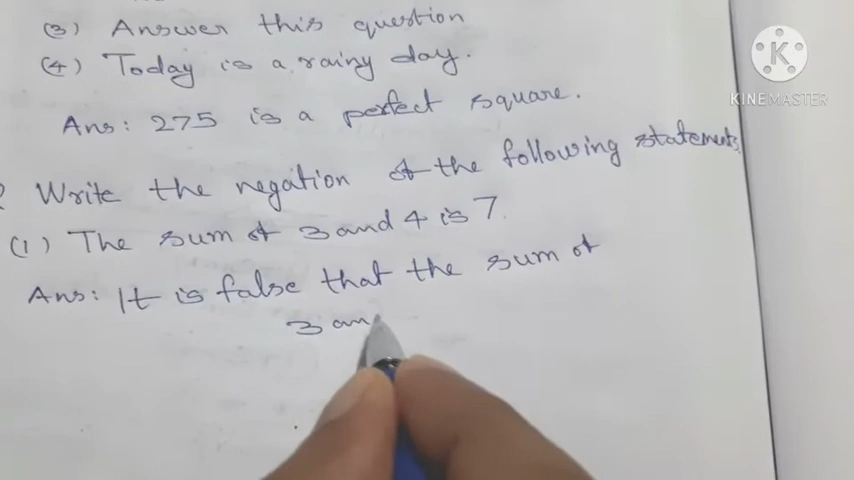 (3) Answer this question
(4) Today is a rainy day.
Ans: 275 is a perfect square.
Write the negation of the following statements.
(1) The sum of 3 and 4 is 7.
Ans: It is false that the sum of
3 an
KINEMASTER